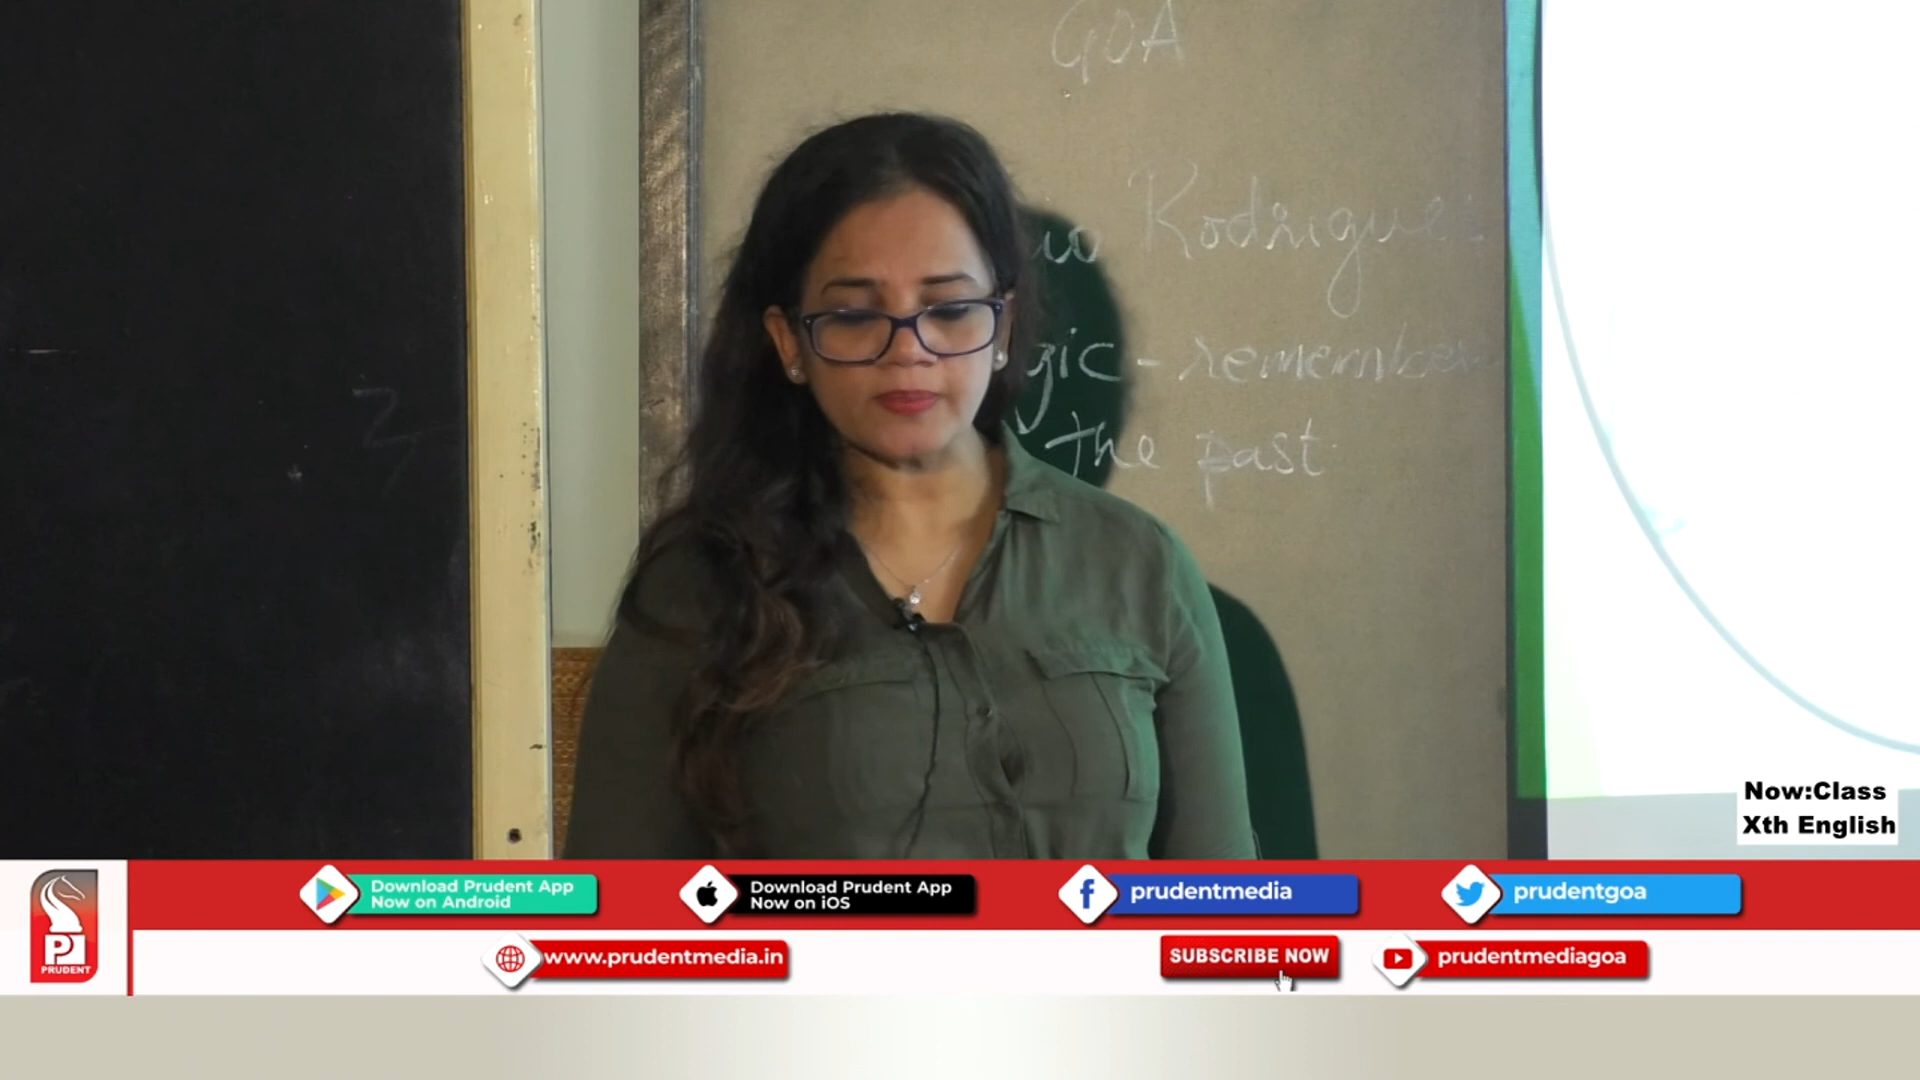 GOA
Rodrigues
gic - remember
the past
Now:Class
Xth English
Download Prudent App
Now on Android
Download Prudent App
Now on iOS
prudentmedia
prudentgoa
PRUDENT
www.prudentmedia.in
SUBSCRIBE NOW
prudentmediagoa